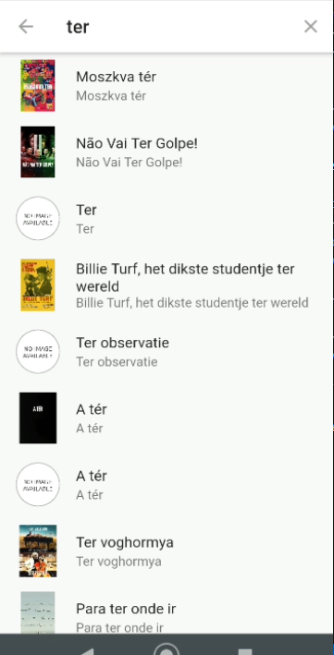 ter
Moszkva tér
Moszkva tér
Não Vai Ter Golpe!
Não Vai Ter Golpe!
NO IMAGE
AVAILABLE
Ter
Ter
Billie Turf, het dikste studentje ter
wereld
Billie Turf, het dikste studentje ter wereld
NO IMAGE
AVAILABLE
Ter observatie
Ter observatie
A TÉR
A tér
A tér
NO IMAGE
AVAILABLE
A tér
A tér
Ter voghormya
Ter voghormya
Para ter onde ir
Para ter onde ir